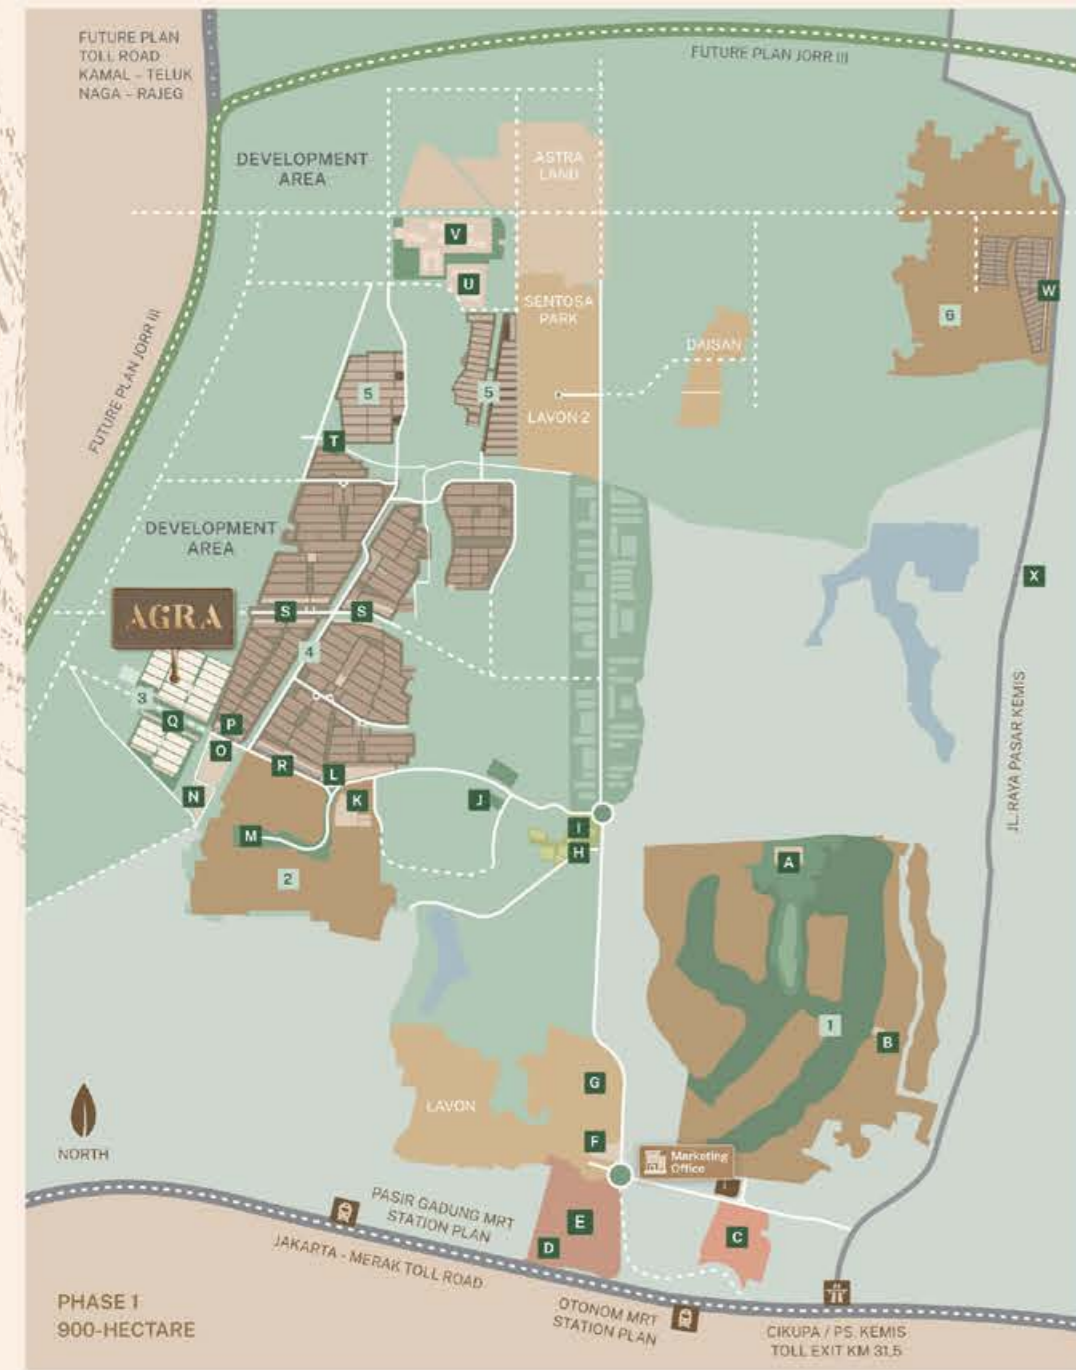 FUTURE PLAN
TOLL ROAD
KAMAL - TELUK
NAGA - RAJEG
FUTURE PLAN JORR III
DEVELOPMENT
AREA
ASTRA
LAND
V
U
SENTOSA
PARK
W
6
DAISAN
FUTURE PLAN JORR III
5
5
LAVON 2
T
DEVELOPMENT
AREA
X
AGRA
S
S
4
3
Q
P
O
R
L
K
N
M
J
I
H
2
JL. RAYA PASAR KEMIS
A
1
B
G
LAVON
F
Marketing
Office
NORTH
PASIR GADUNG MRT
STATION PLAN
E
D
C
JAKARTA - MERAK TOLL ROAD
PHASE 1
900-HECTARE
OTONOM MRT
STATION PLAN
CIKUPA / PS. KEMIS
TOLL EXIT KM 31,5